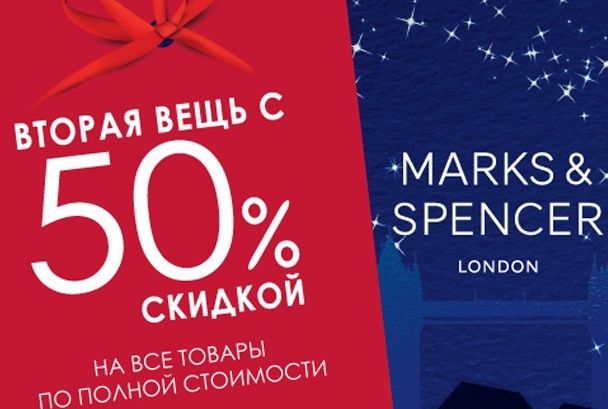 ВТОРАЯ ВЕЩЬ С
50%
СКИДКОЙ
НА ВСЕ ТОВАРЫ
ПО ПОЛНОЙ СТОИМОСТИ
MARKS &
SPENCER
LONDON